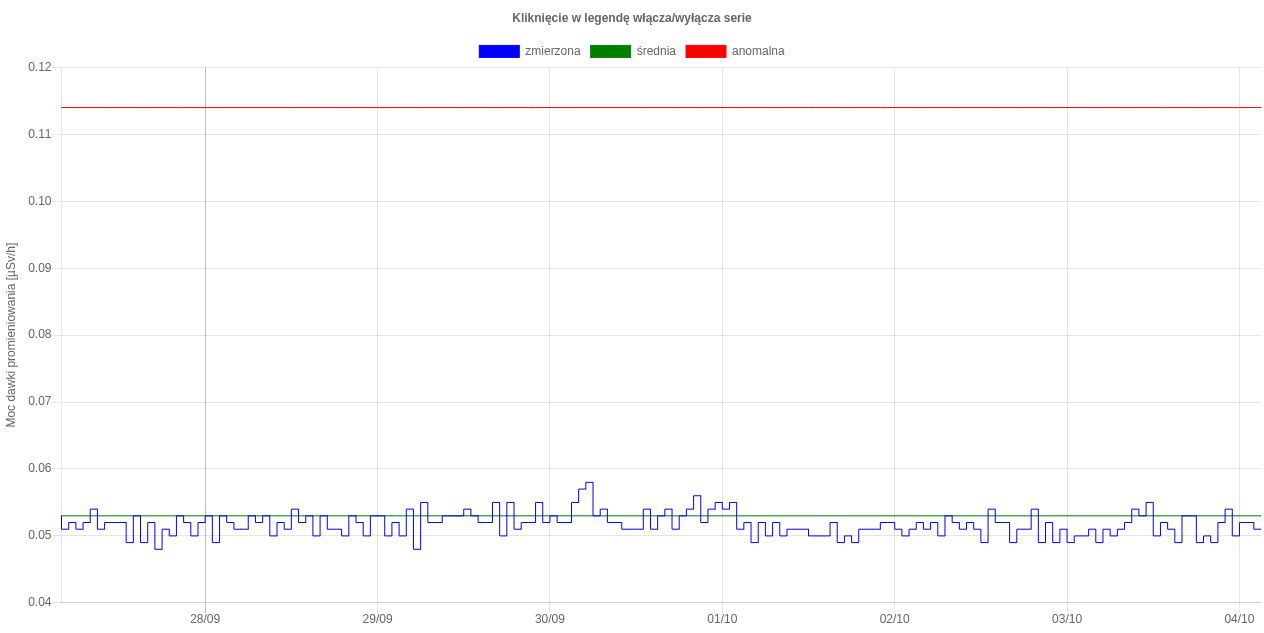 Kliknięcie w legendę włącza/wyłącza serie
zmierzona średnia anomalna
0.12
0.11
0.10
0.09
0.08
0.07
0.06
0.05
0.04
Moc dawki promieniowania [µSv/h]
28/09 29/09 30/09 01/10 02/10 03/10 04/10